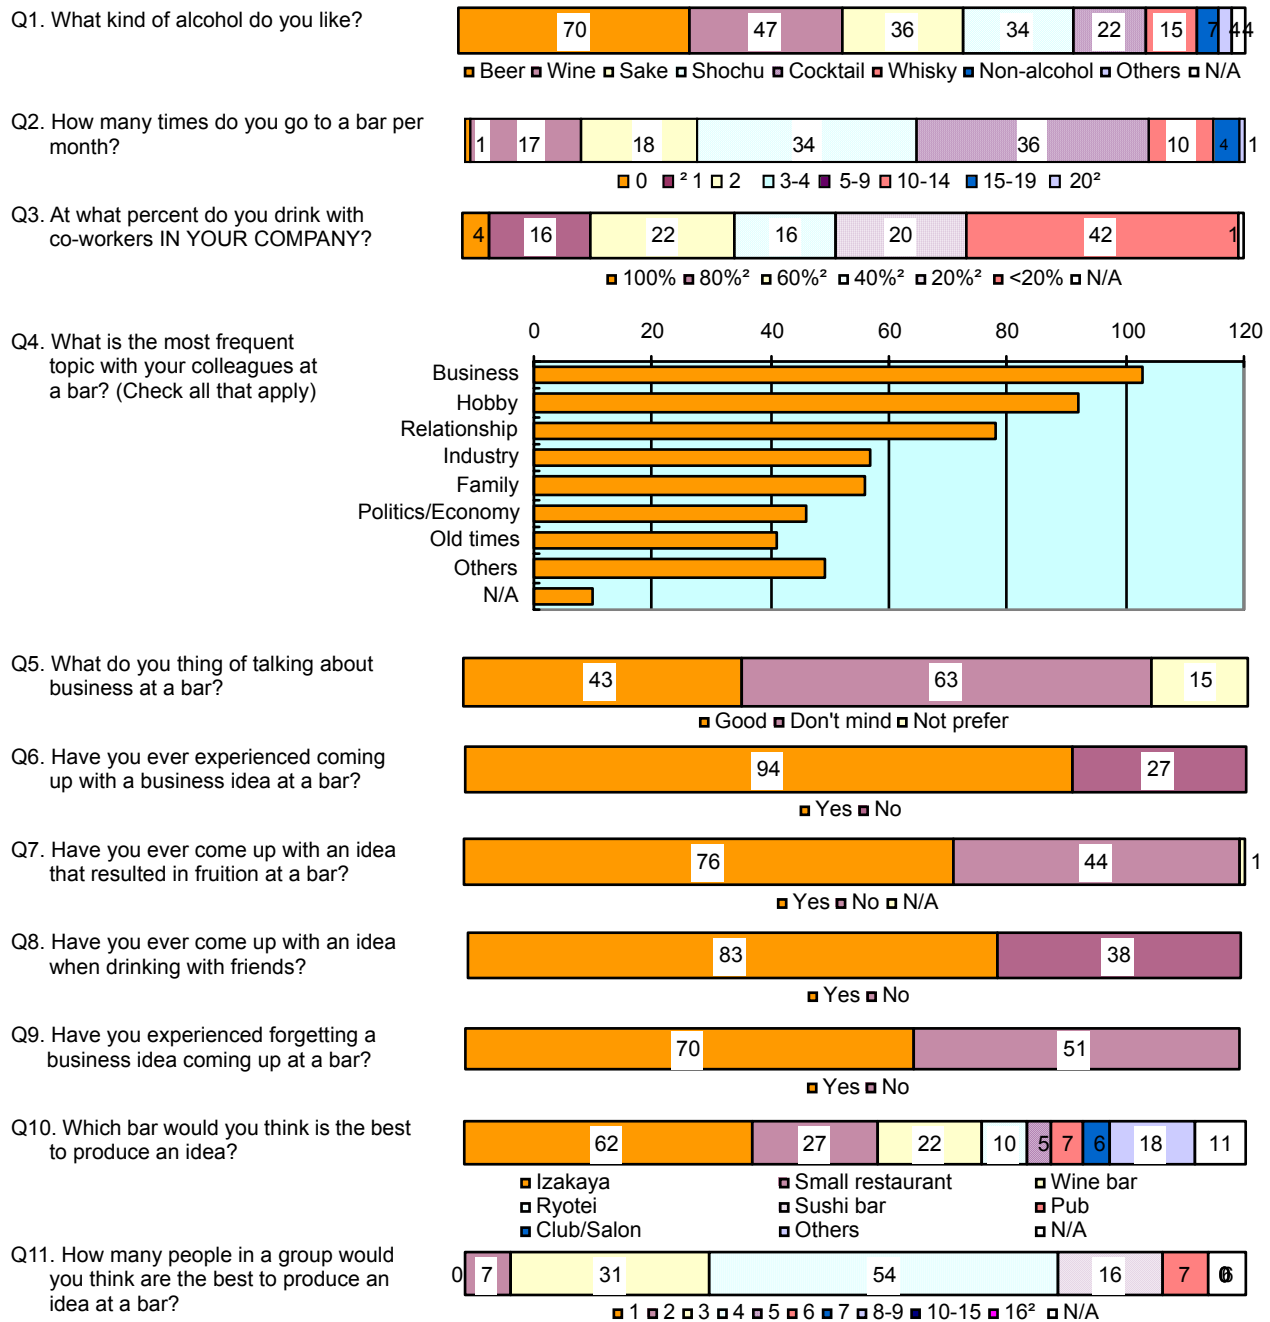 Q1. What kind of alcohol do you like?
70 47 36 34 22 15 7 4 4
Beer Wine Sake Shochu Cocktail Whisky Non-alcohol Others N/A
Q2. How many times do you go to a bar per
month?
1 17 18 34 36 10 4 1
0 ² 1 2 3-4 5-9 10-14 15-19 20²
Q3. At what percent do you drink with
co-workers IN YOUR COMPANY?
4 16 22 16 20 42 1
100% 80%² 60%² 40%² 20%² <20% N/A
Q4. What is the most frequent
topic with your colleagues at
a bar? (Check all that apply)
0 20 40 60 80 100 120
Business
Hobby
Relationship
Industry
Family
Politics/Economy
Old times
Others
N/A
Q5. What do you thing of talking about
business at a bar?
43 63 15
Good Don't mind Not prefer
Q6. Have you ever experienced coming
up with a business idea at a bar?
94 27
Yes No
Q7. Have you ever come up with an idea
that resulted in fruition at a bar?
76 44 1
Yes No N/A
Q8. Have you ever come up with an idea
when drinking with friends?
83 38
Yes No
Q9. Have you experienced forgetting a
business idea coming up at a bar?
70 51
Yes No
Q10. Which bar would you think is the best
to produce an idea?
62 27 22 10 5 7 6 18 11
Izakaya Small restaurant Wine bar
Ryotei Sushi bar Pub
Club/Salon Others N/A
Q11. How many people in a group would
you think are the best to produce an
idea at a bar?
0 7 31 54 16 7 6
1 2 3 4 5 6 7 8-9 10-15 16² N/A